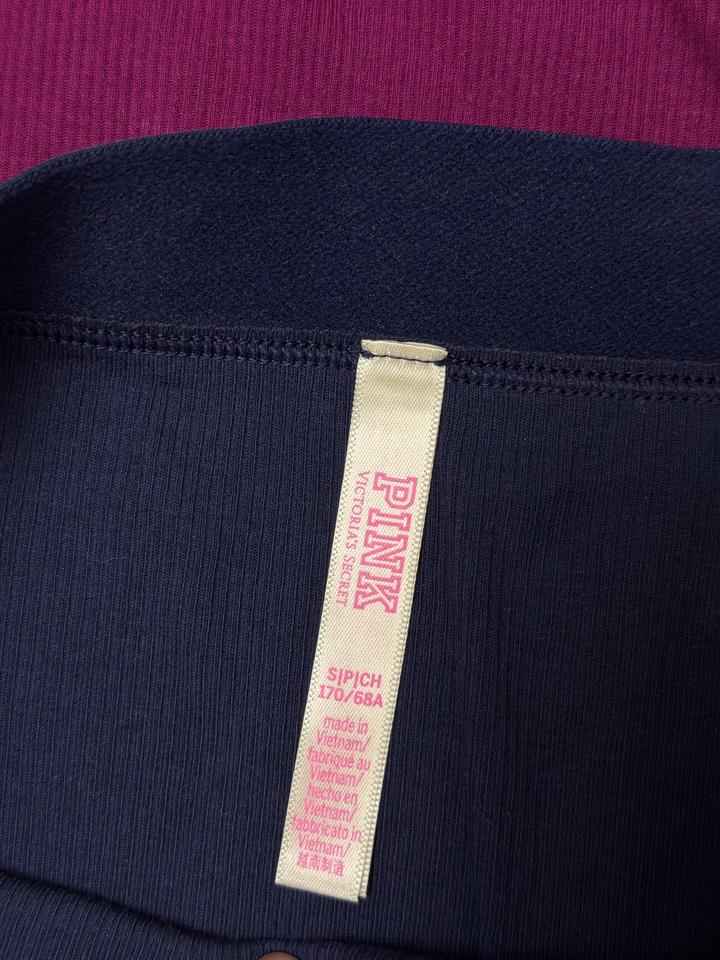 PINK
VICTORIA'S SECRET
S|P|CH
170/68A
made in
Vietnam/
fabriqué au
Vietnam/
hecho en
Vietnam/
fabbricato in
Vietnam/
越南制造